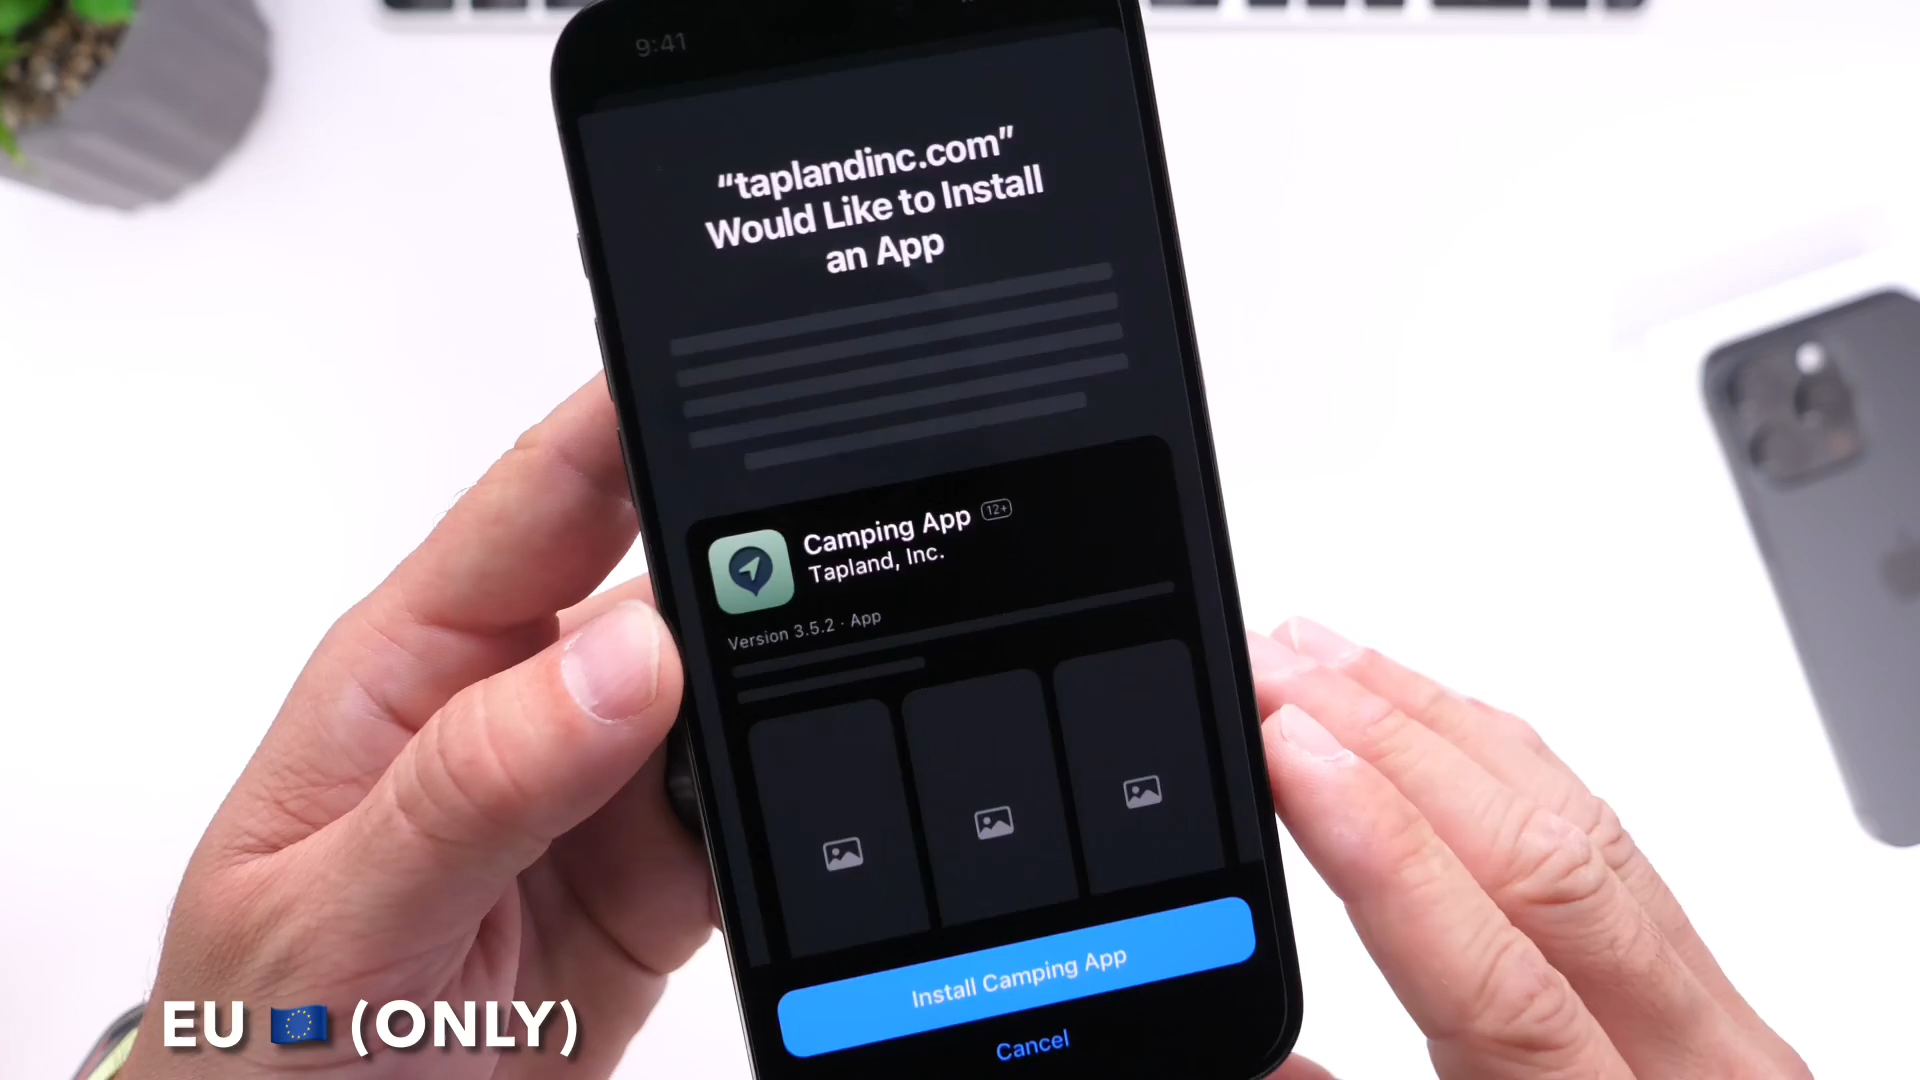 9:41
“taplandinc.com”
Would Like to Install
an App
Camping App 12+
Tapland, Inc.
Version 3.5.2 · App
Install Camping App
Cancel
EU 🇪🇺 (ONLY)